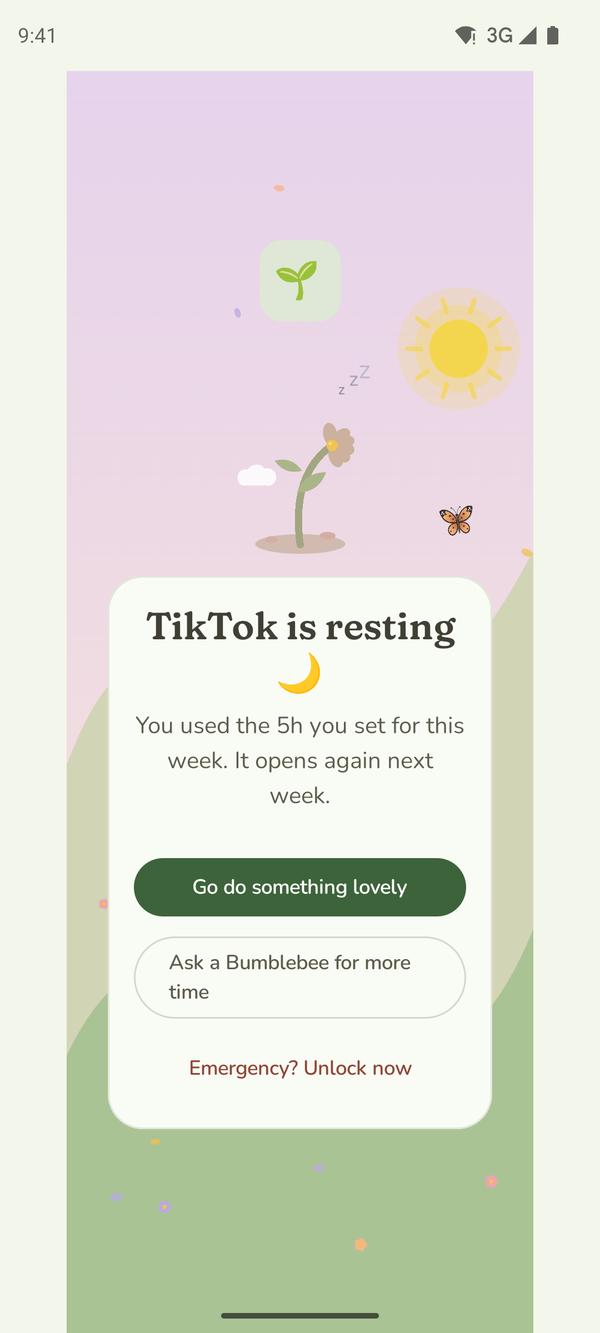 9:41
3G
z z Z
TikTok is resting
🌙
You used the 5h you set for this
week. It opens again next
week.
Go do something lovely
Ask a Bumblebee for more
time
Emergency? Unlock now